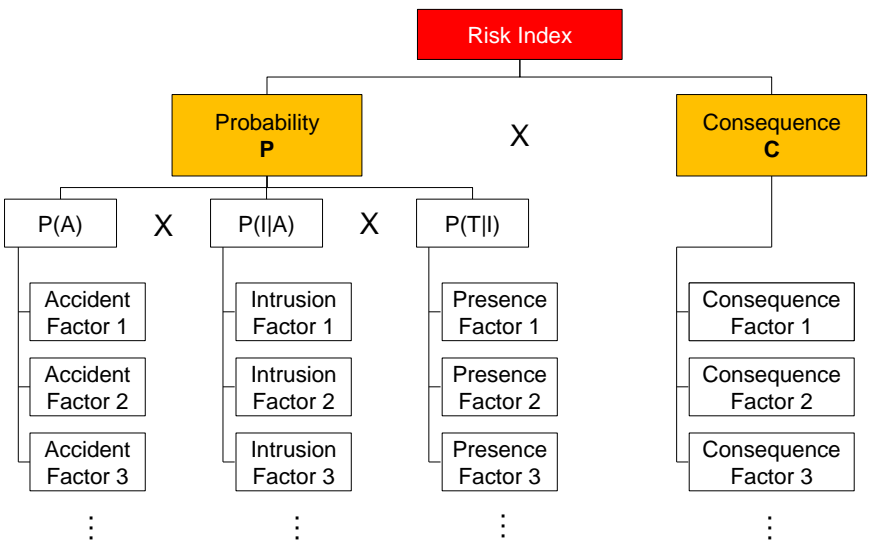 Risk Index
Probability
P
X
Consequence
C
P(A)
X
P(I|A)
X
P(T|I)
Accident
Factor 1
Intrusion
Factor 1
Presence
Factor 1
Consequence
Factor 1
Accident
Factor 2
Intrusion
Factor 2
Presence
Factor 2
Consequence
Factor 2
Accident
Factor 3
Intrusion
Factor 3
Presence
Factor 3
Consequence
Factor 3
⋮
⋮
⋮
⋮